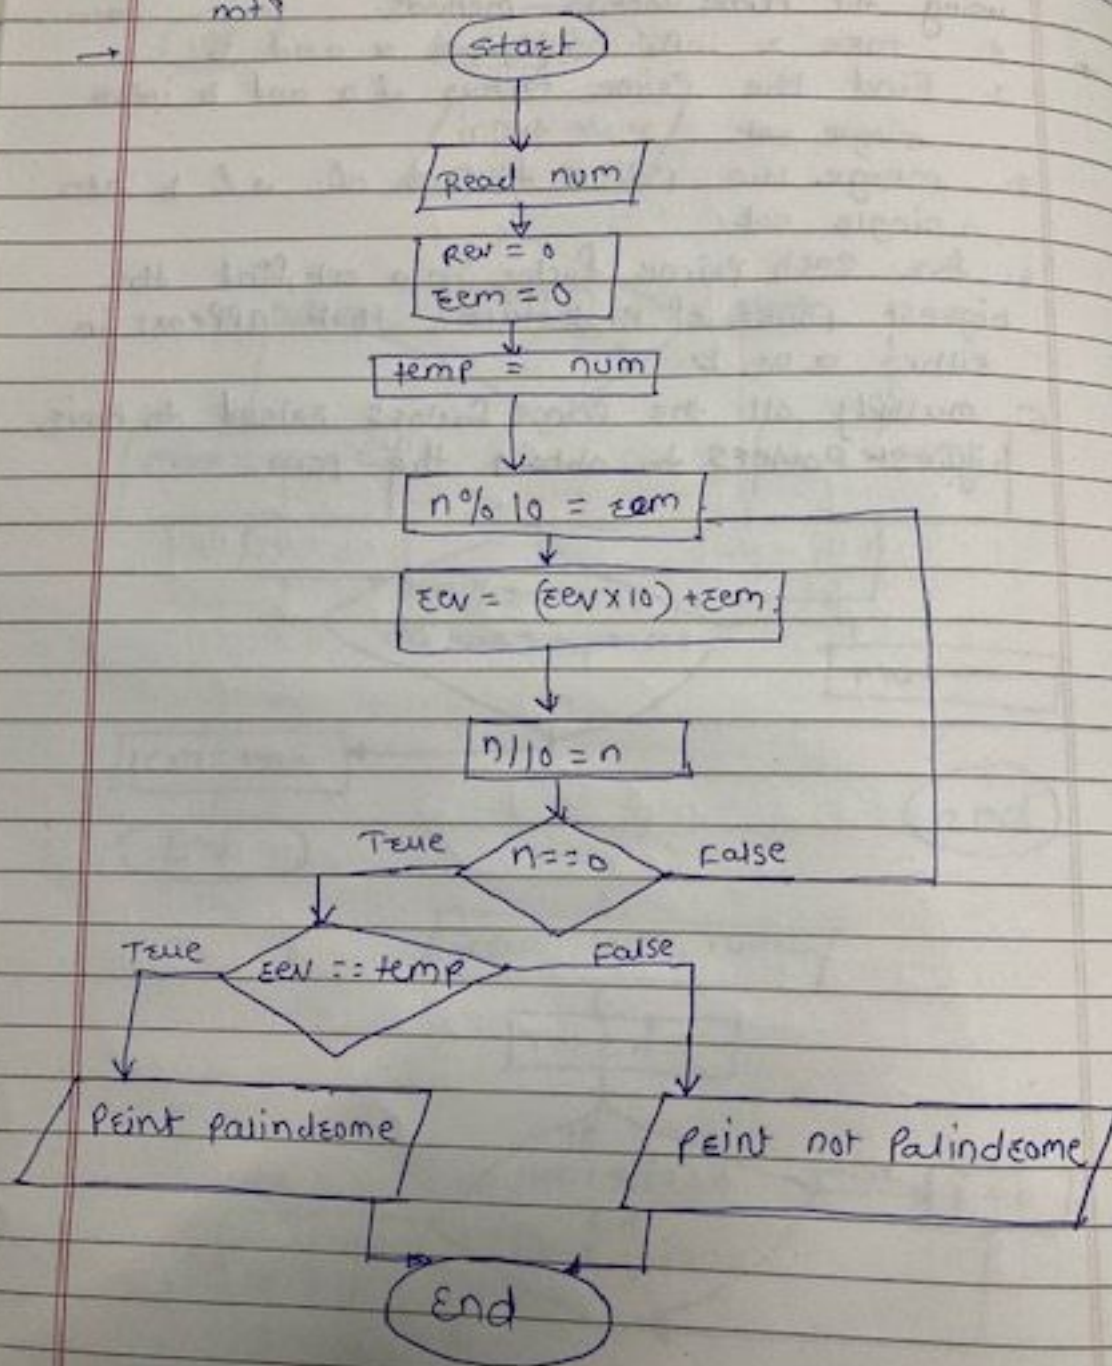 not?
→
Start
Read num
Rev = 0
rem = 0
temp = num
n % 10 = rem
rev = (rev x 10) + rem
n/10 = n
n==0
True
False
rev == temp
True
False
Print Palindrome
Print not Palindrome
End